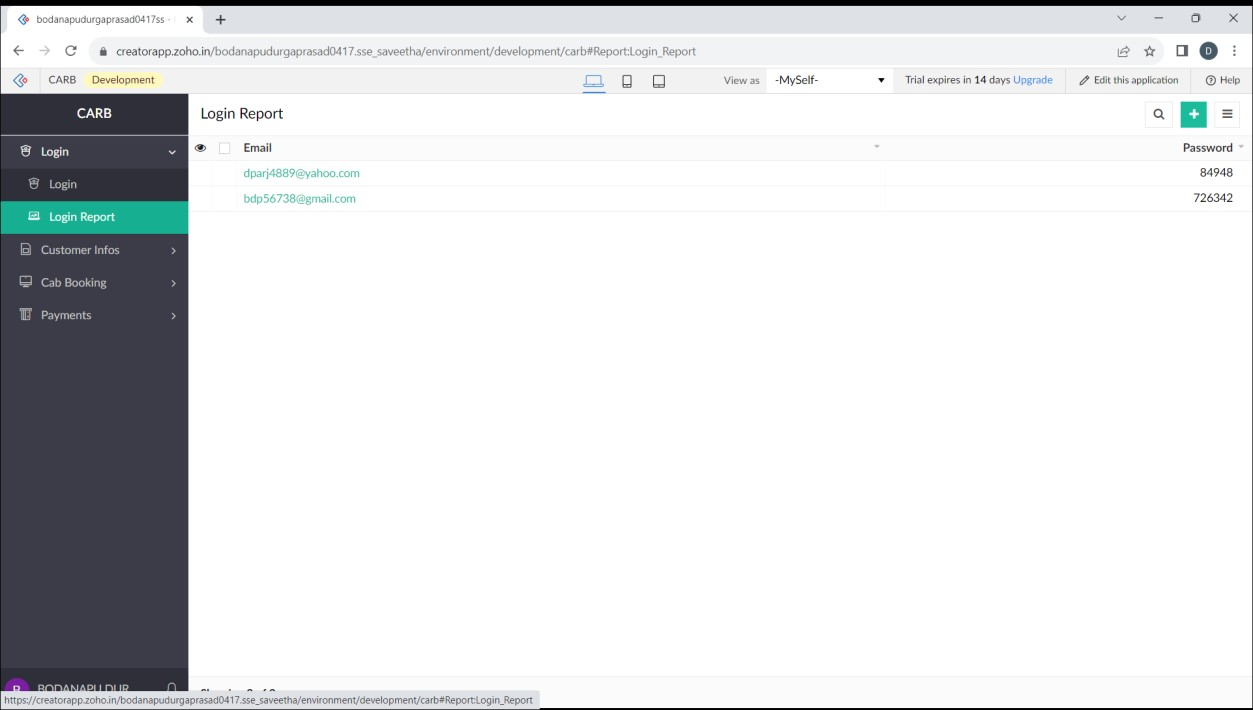 bodanapudurgaprasad0417ss -
creatorapp.zoho.in/bodanapudurgaprasad0417.sse_saveetha/environment/development/carb#Report:Login_Report
D
CARB Development
View as -MySelf-
Trial expires in 14 days Upgrade
Edit this application
Help
CARB
Login Report
Login
Email
Password
Login
dparj4889@yahoo.com
84948
bdp56738@gmail.com
726342
Login Report
Customer Infos
Cab Booking
Payments
BODANAPU DUR
https://creatorapp.zoho.in/bodanapudurgaprasad0417.sse_saveetha/environment/development/carb#Report:Login_Report